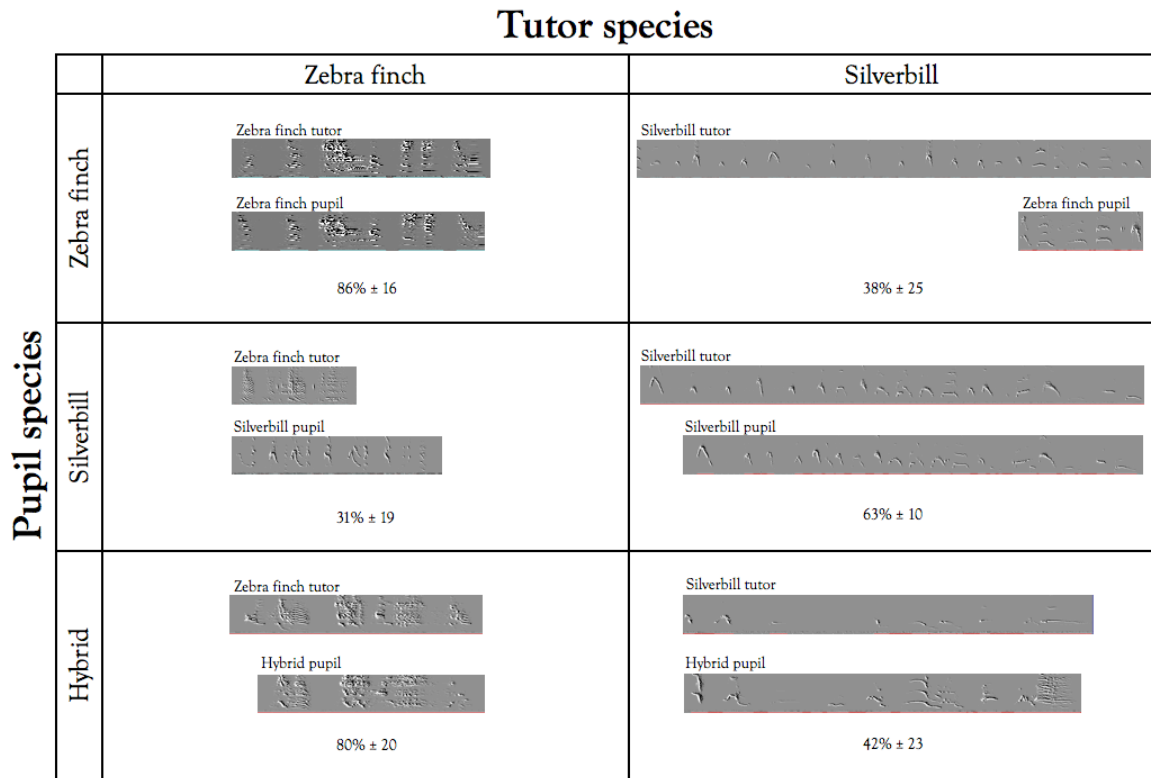 Tutor species
Zebra finch
Silverbill
Pupil species
Zebra finch
Zebra finch tutor
Zebra finch pupil
86% ± 16
Silverbill tutor
Zebra finch pupil
38% ± 25
Silverbill
Zebra finch tutor
Silverbill pupil
31% ± 19
Silverbill tutor
Silverbill pupil
63% ± 10
Hybrid
Zebra finch tutor
Hybrid pupil
80% ± 20
Silverbill tutor
Hybrid pupil
42% ± 23